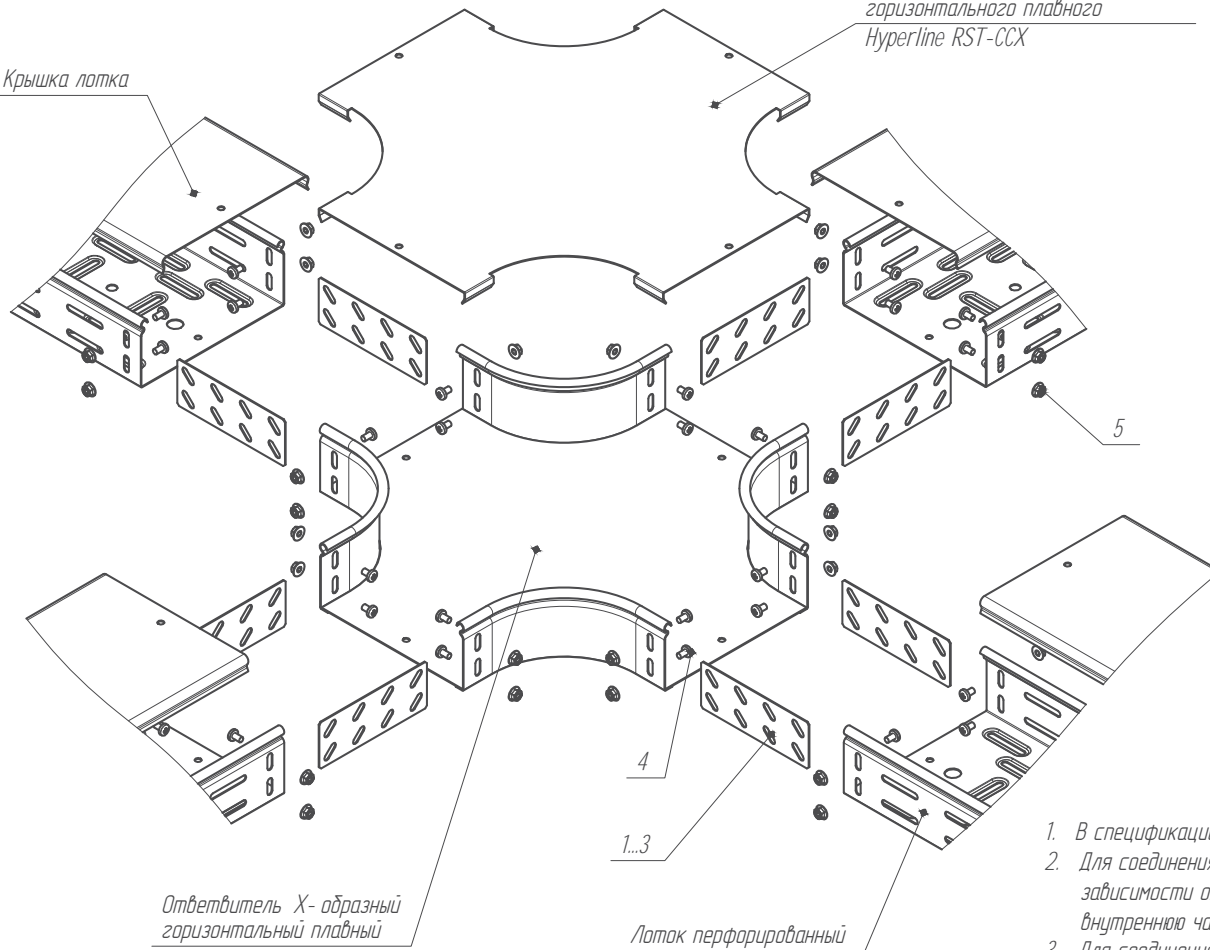 горизонтального плавного
Hyperline RST-CCX
Крышка лотка
5
4
1...3
Ответвитель X- образный
горизонтальный плавный
Лоток перфорированный
1. В спецификаци
2. Для соединения
зависимости о
внутреннюю ча